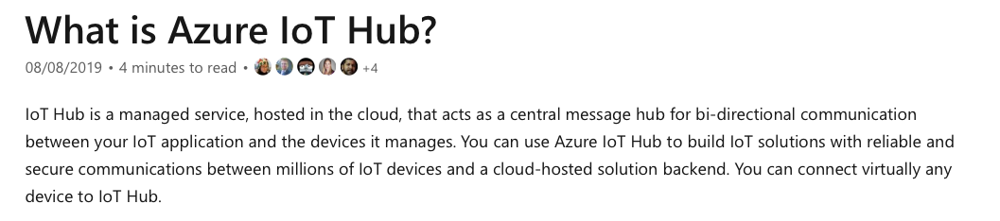 What is Azure IoT Hub?
08/08/2019 • 4 minutes to read • +4
IoT Hub is a managed service, hosted in the cloud, that acts as a central message hub for bi-directional communication
between your IoT application and the devices it manages. You can use Azure IoT Hub to build IoT solutions with reliable and
secure communications between millions of IoT devices and a cloud-hosted solution backend. You can connect virtually any
device to IoT Hub.